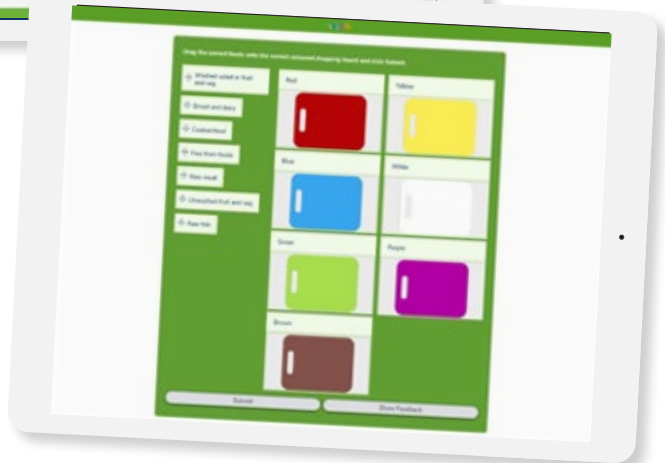 Drag the correct foods onto the correct coloured chopping board and click Submit.
Washed salad or fruit
and veg
Bread and dairy
Cooked food
Free from foods
Raw meat
Unwashed fruit and veg
Raw fish
Red
Yellow
Blue
White
Green
Purple
Brown
Submit
Show Feedback